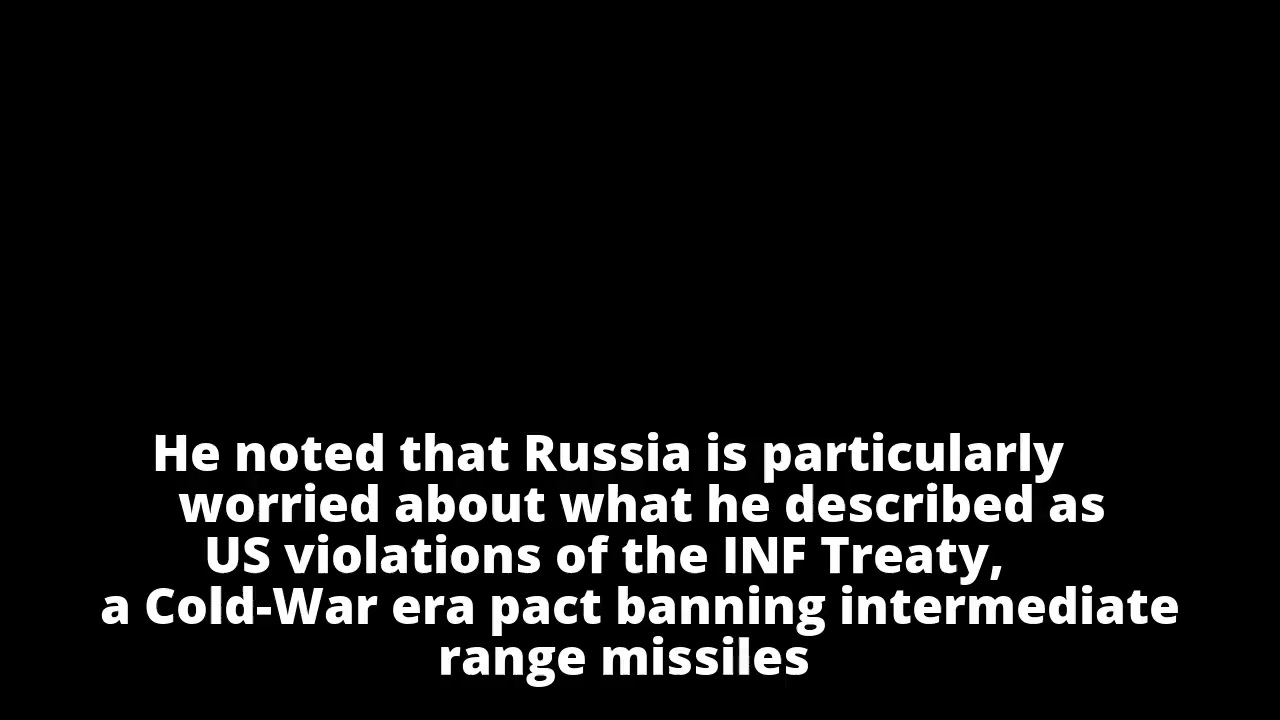 He noted that Russia is particularly
worried about what he described as
US violations of the INF Treaty,
a Cold-War era pact banning intermediate
range missiles